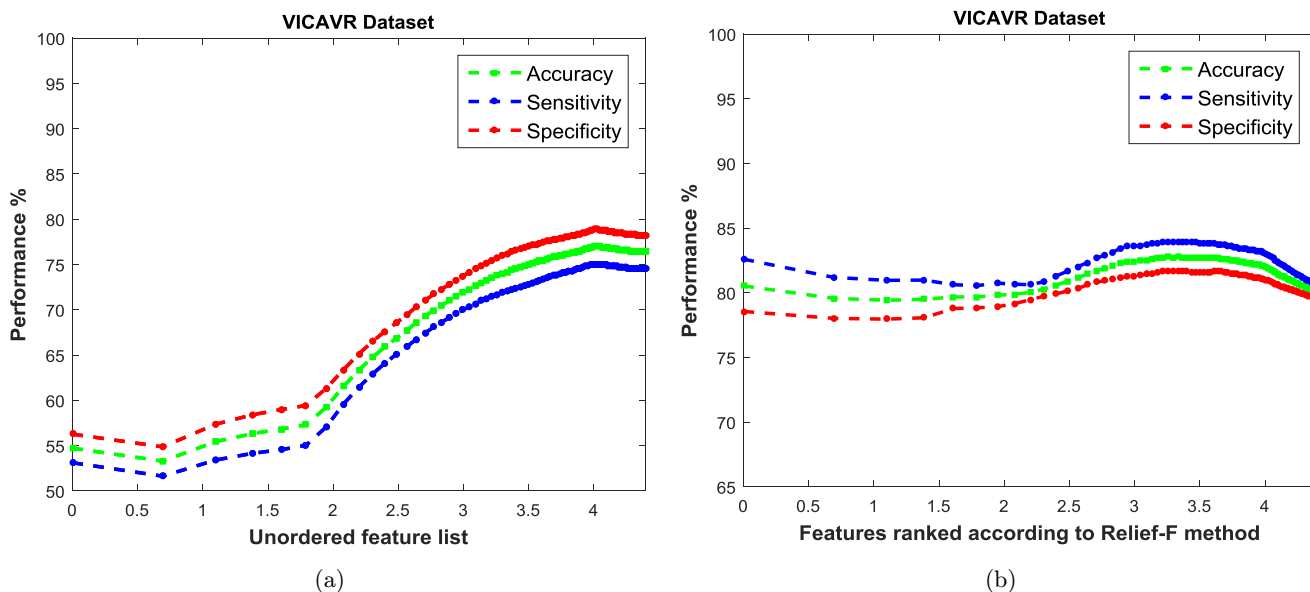 VICAVR Dataset
100
95
90
85
80
75
70
65
60
55
50
Performance %
Accuracy
Sensitivity
Specificity
0 0.5 1 1.5 2 2.5 3 3.5 4
Unordered feature list
(a)
VICAVR Dataset
100
95
90
85
80
75
70
65
Performance %
Accuracy
Sensitivity
Specificity
0 0.5 1 1.5 2 2.5 3 3.5 4
Features ranked according to Relief-F method
(b)